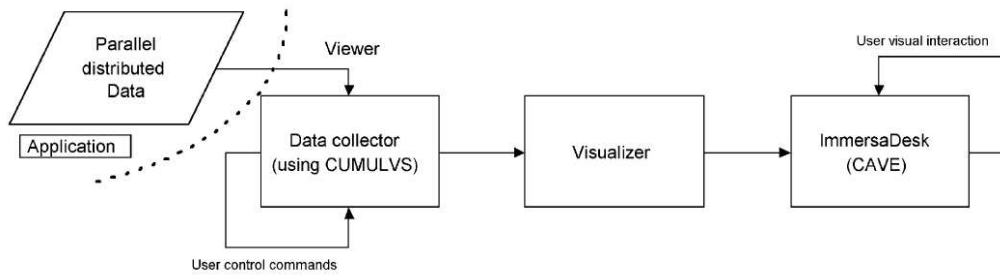 Parallel
distributed
Data
Application
Viewer
Data collector
(using CUMULVS)
User control commands
Visualizer
User visual interaction
ImmersaDesk
(CAVE)